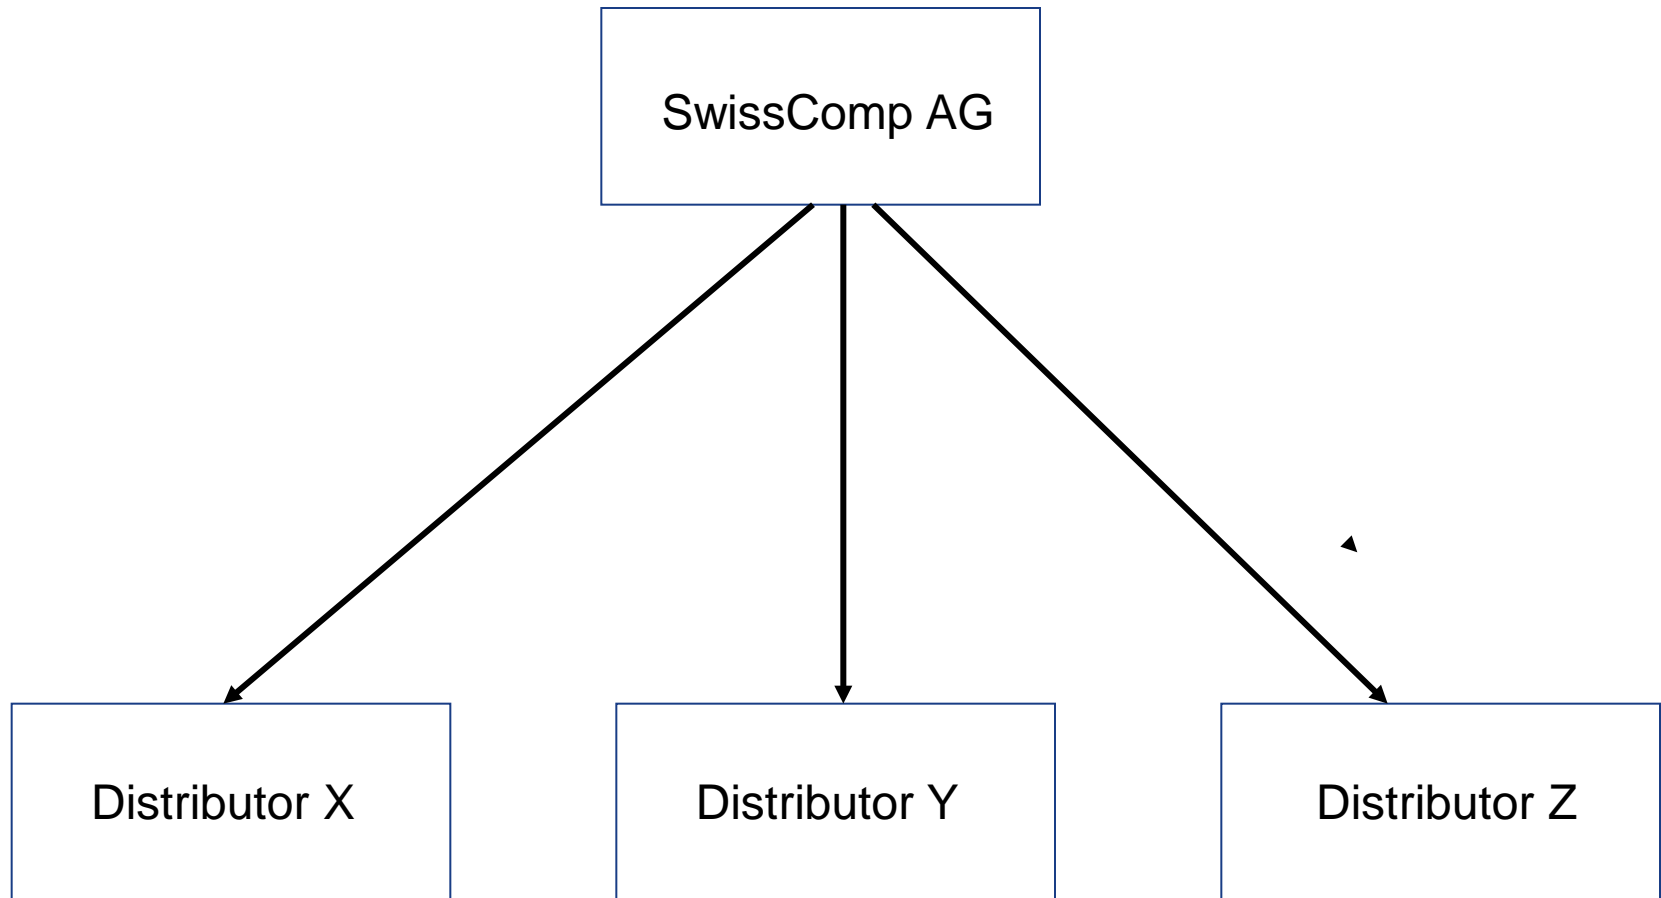 SwissComp AG
Distributor X
Distributor Y
Distributor Z